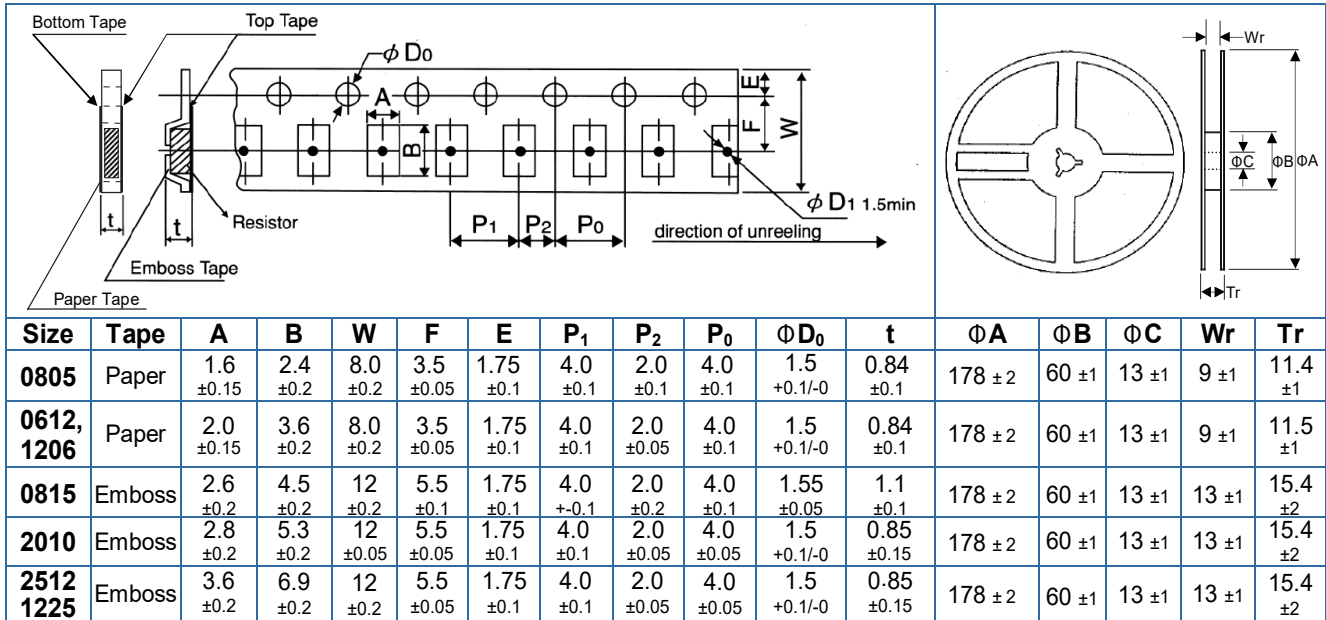 Bottom Tape
Top Tape
t
t
Resistor
Emboss Tape
Paper Tape
φ D0
A
B
E
F
W
φ D1 1.5min
P1
P2
P0
direction of unreeling
Wr
ΦC
ΦB
ΦA
Tr
Size Tape A B W F E P1 P2 P0 ΦD0 t ΦA ΦB ΦC Wr Tr
0805 Paper 1.6 2.4 8.0 3.5 1.75 4.0 2.0 4.0 1.5 0.84 178 ± 2 60 ±1 13 ±1 9 ±1 11.4
±0.15 ±0.2 ±0.2 ±0.05 ±0.1 ±0.1 ±0.1 ±0.1 +0.1/-0 ±0.1 ±1
0612, 1206 Paper 2.0 3.6 8.0 3.5 1.75 4.0 2.0 4.0 1.5 0.84 178 ± 2 60 ±1 13 ±1 9 ±1 11.5
±0.15 ±0.2 ±0.2 ±0.05 ±0.1 ±0.1 ±0.05 ±0.1 +0.1/-0 ±0.1 ±1
0815 Emboss 2.6 4.5 12 5.5 1.75 4.0 2.0 4.0 1.55 1.1 178 ± 2 60 ±1 13 ±1 13 ±1 15.4
±0.2 ±0.2 ±0.2 ±0.1 ±0.1 +-0.1 ±0.2 ±0.1 ±0.05 ±0.1 ±2
2010 Emboss 2.8 5.3 12 5.5 1.75 4.0 2.0 4.0 1.5 0.85 178 ± 2 60 ±1 13 ±1 13 ±1 15.4
±0.2 ±0.2 ±0.05 ±0.05 ±0.1 ±0.1 ±0.05 ±0.05 +0.1/-0 ±0.15 ±2
2512 1225 Emboss 3.6 6.9 12 5.5 1.75 4.0 2.0 4.0 1.5 0.85 178 ± 2 60 ±1 13 ±1 13 ±1 15.4
±0.2 ±0.2 ±0.2 ±0.05 ±0.1 ±0.1 ±0.05 ±0.05 +0.1/-0 ±0.15 ±2